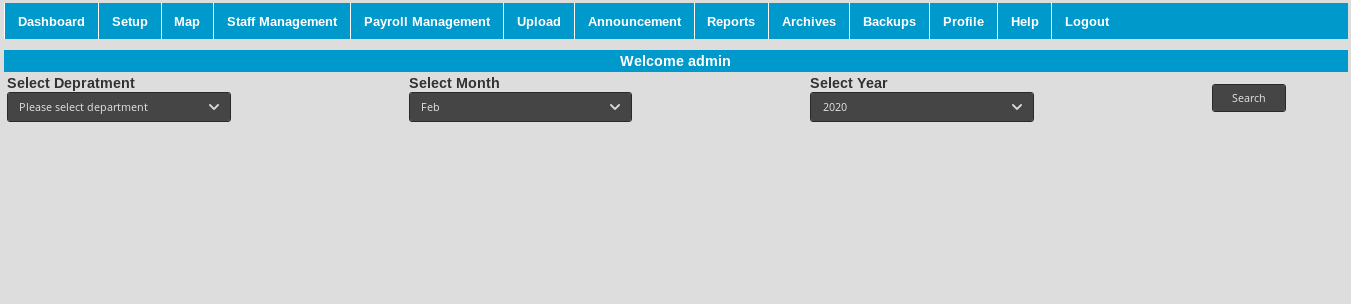 Dashboard Setup Map Staff Management Payroll Management Upload Announcement Reports Archives Backups Profile Help Logout
Welcome admin
Select Depratment Select Month Select Year
Please select department Feb 2020 Search